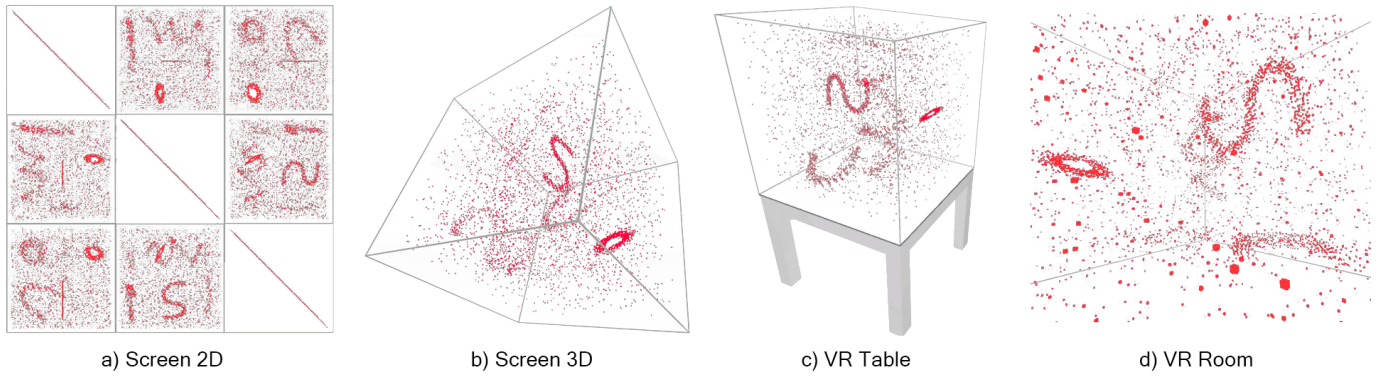 a) Screen 2D
b) Screen 3D
c) VR Table
d) VR Room